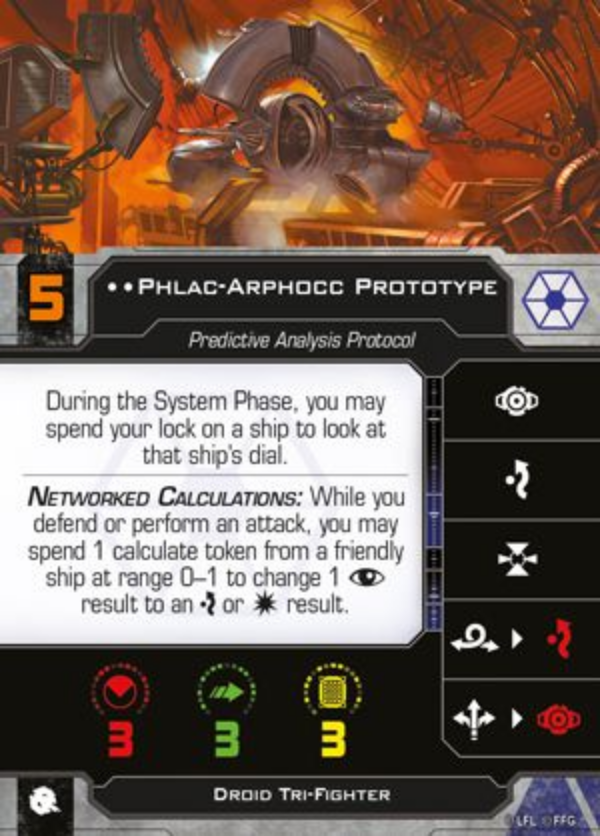 5
••Phlac-Arphocc Prototype
Predictive Analysis Protocol
During the System Phase, you may
spend your lock on a ship to look at
that ship's dial.
Networked Calculations: While you
defend or perform an attack, you may
spend 1 calculate token from a friendly
ship at range 0–1 to change 1
result to an or result.
3 3 3
Droid Tri-Fighter
LFL ©FFG